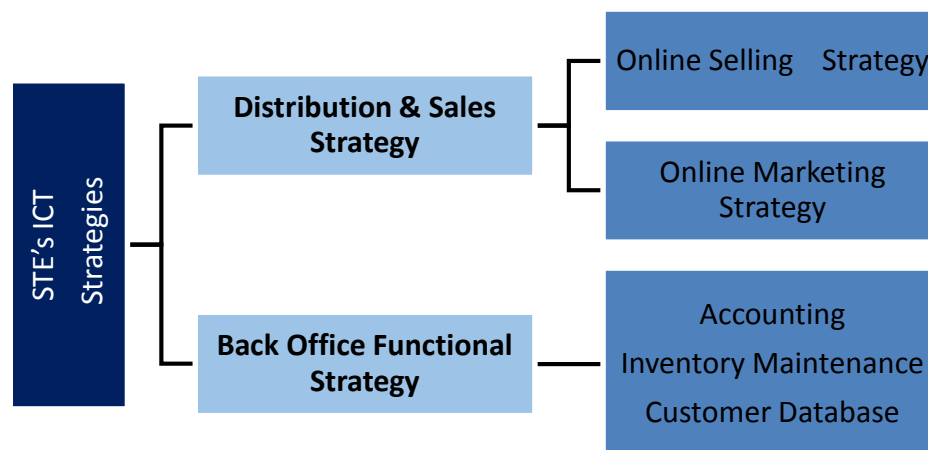 STE's ICT
Strategies
Distribution & Sales
Strategy
Online Selling Strategy
Online Marketing
Strategy
Back Office Functional
Strategy
Accounting
Inventory Maintenance
Customer Database